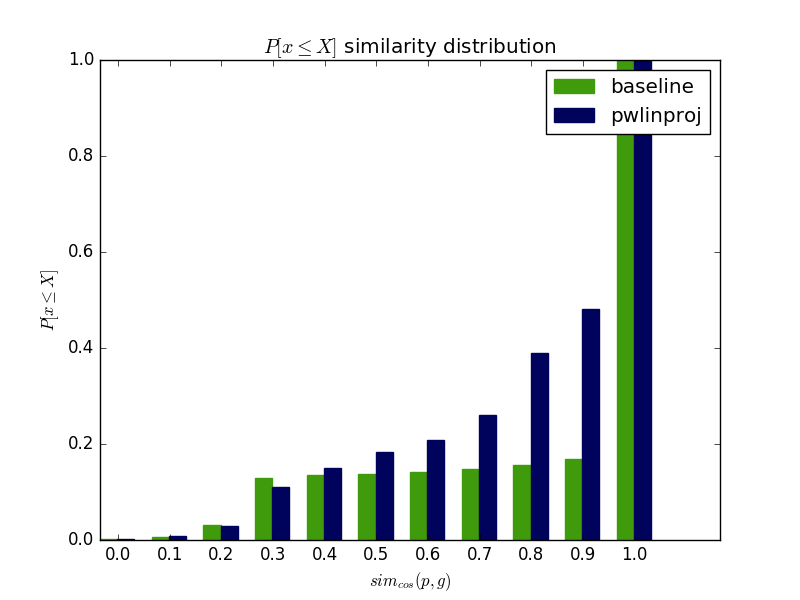 P[x ≤ X] similarity distribution
baseline
pwlinproj
P[x ≤ X]
1.0
0.8
0.6
0.4
0.2
0.0
0.0 0.1 0.2 0.3 0.4 0.5 0.6 0.7 0.8 0.9 1.0
sim_cos(p, g)